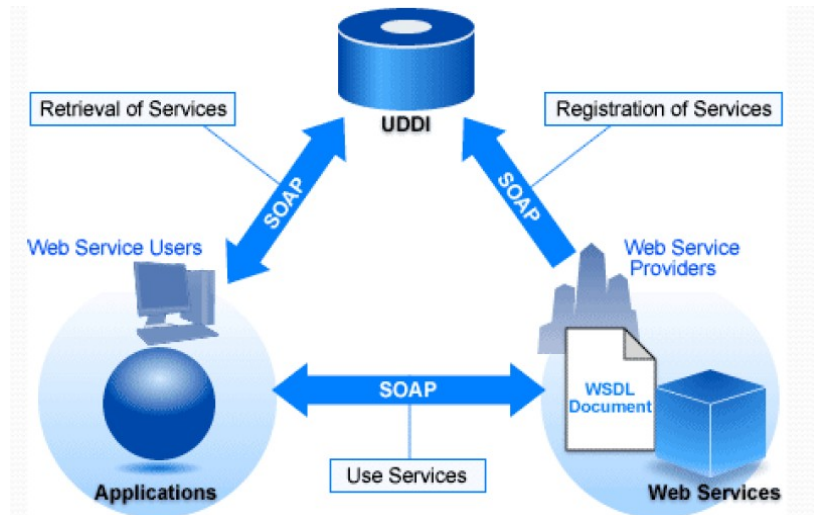 Retrieval of Services
UDDI
Registration of Services
SOAP
SOAP
Web Service Users
Web Service
Providers
SOAP
WSDL
Document
Use Services
Applications
Web Services